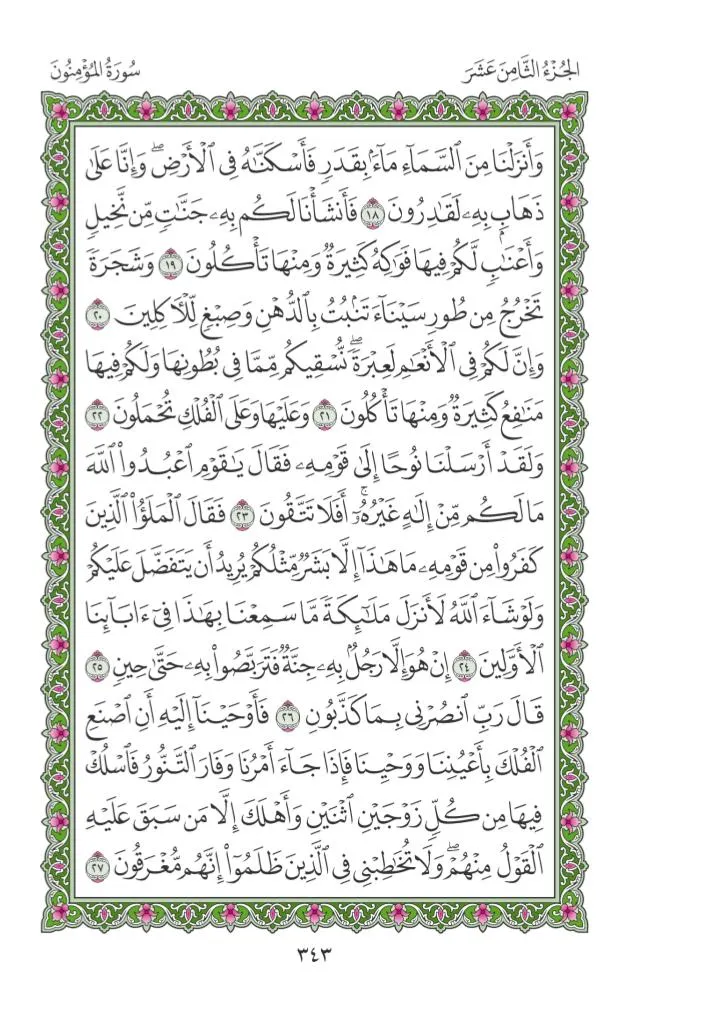 الجُزْءُ الثَّامِنَ عَشَرَ
سُورَةُ المُؤْمِنُونَ
وَأَنزَلْنَا مِنَ ٱلسَّمَآءِ مَآءَۢ بِقَدَرٖ فَأَسْكَنَّٰهُ فِي ٱلْأَرْضِۖ وَإِنَّا عَلَىٰ
ذَهَابِۭ بِهِۦ لَقَٰدِرُونَ ١٨ فَأَنشَأْنَا لَكُم بِهِۦ جَنَّٰتٖ مِّن نَّخِيلٖ
وَأَعْنَٰبٖ لَّكُمْ فِيهَا فَوَٰكِهُ كَثِيرَةٞ وَمِنْهَا تَأْكُلُونَ ١٩ وَشَجَرَةٗ
تَخْرُجُ مِن طُورِ سَيْنَآءَ تَنۢبُتُ بِٱلدُّهْنِ وَصِبْغٖ لِّلْأٓكِلِينَ ٢٠
وَإِنَّ لَكُمْ فِي ٱلْأَنْعَٰمِ لَعِبْرَةٗۖ نُّسْقِيكُم مِّمَّا فِي بُطُونِهَا وَلَكُمْ فِيهَا
مَنَٰفِعُ كَثِيرَةٞ وَمِنْهَا تَأْكُلُونَ ٢١ وَعَلَيْهَا وَعَلَى ٱلْفُلْكِ تُحْمَلُونَ ٢٢
وَلَقَدْ أَرْسَلْنَا نُوحًا إِلَىٰ قَوْمِهِۦ فَقَالَ يَٰقَوْمِ ٱعْبُدُوا۟ ٱللَّهَ
مَا لَكُم مِّنْ إِلَٰهٍ غَيْرُهُۥٓۚ أَفَلَا تَتَّقُونَ ٢٣ فَقَالَ ٱلْمَلَؤُا۟ ٱلَّذِينَ
كَفَرُوا۟ مِن قَوْمِهِۦ مَا هَٰذَآ إِلَّا بَشَرٞ مِّثْلُكُمْ يُرِيدُ أَن يَتَفَضَّلَ عَلَيْكُمْ
وَلَوْ شَآءَ ٱللَّهُ لَأَنزَلَ مَلَٰٓئِكَةٗ مَّا سَمِعْنَا بِهَٰذَا فِيٓ ءَابَآئِنَا
ٱلْأَوَّلِينَ ٢٤ إِنْ هُوَ إِلَّا رَجُلُۢ بِهِۦ جِنَّةٞ فَتَرَبَّصُوا۟ بِهِۦ حَتَّىٰ حِينٖ ٢٥
قَالَ رَبِّ ٱنصُرْنِي بِمَا كَذَّبُونِ ٢٦ فَأَوْحَيْنَآ إِلَيْهِ أَنِ ٱصْنَعِ
ٱلْفُلْكَ بِأَعْيُنِنَا وَوَحْيِنَا فَإِذَا جَآءَ أَمْرُنَا وَفَارَ ٱلتَّنُّورُ فَٱسْلُكْ
فِيهَا مِن كُلّٖ زَوْجَيْنِ ٱثْنَيْنِ وَأَهْلَكَ إِلَّا مَن سَبَقَ عَلَيْهِ
ٱلْقَوْلُ مِنْهُمْۖ وَلَا تُخَٰطِبْنِي فِي ٱلَّذِينَ ظَلَمُوٓا۟ إِنَّهُم مُّغْرَقُونَ ٢٧
٣٤٣